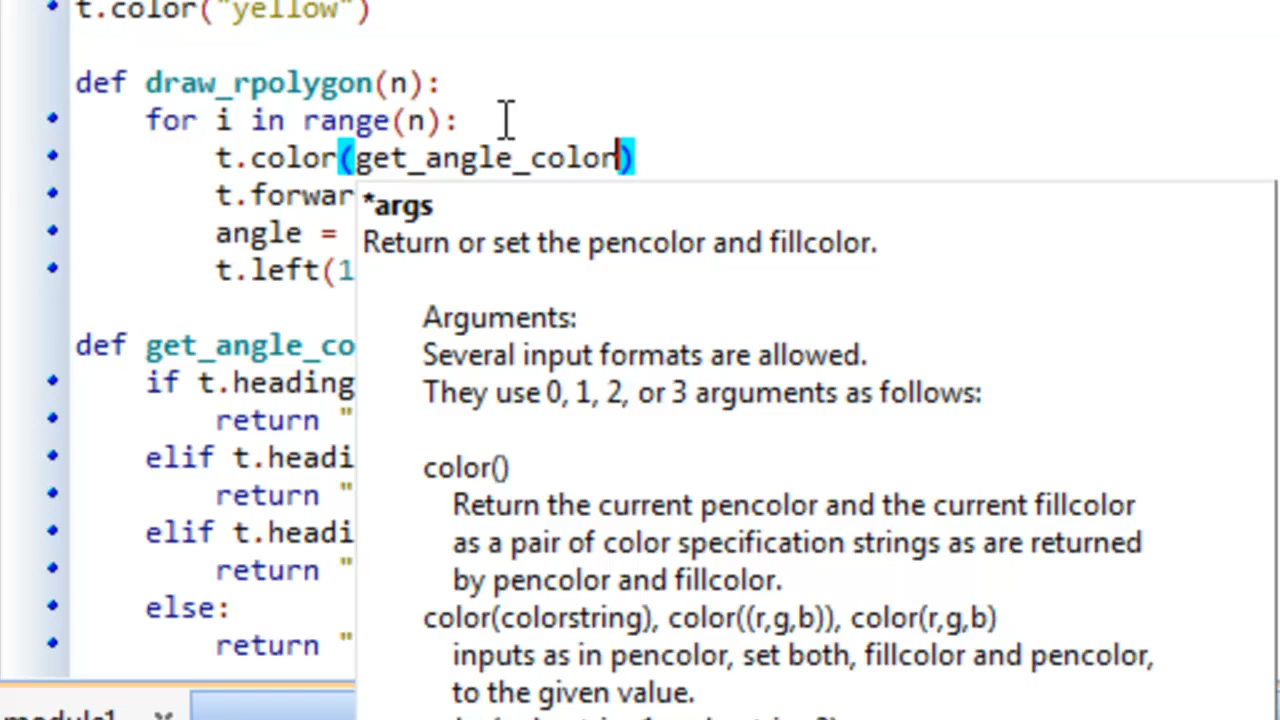 t.color("yellow")
def draw_rpolygon(n):
for i in range(n):
t.color(get_angle_color)
t.forwar
angle =
t.left(1
def get_angle_co
if t.heading
return "
elif t.headi
return "
elif t.headi
return "
else:
return "
*args
Return or set the pencolor and fillcolor.
Arguments:
Several input formats are allowed.
They use 0, 1, 2, or 3 arguments as follows:
color()
Return the current pencolor and the current fillcolor
as a pair of color specification strings as are returned
by pencolor and fillcolor.
color(colorstring), color((r,g,b)), color(r,g,b)
inputs as in pencolor, set both, fillcolor and pencolor,
to the given value.
module1